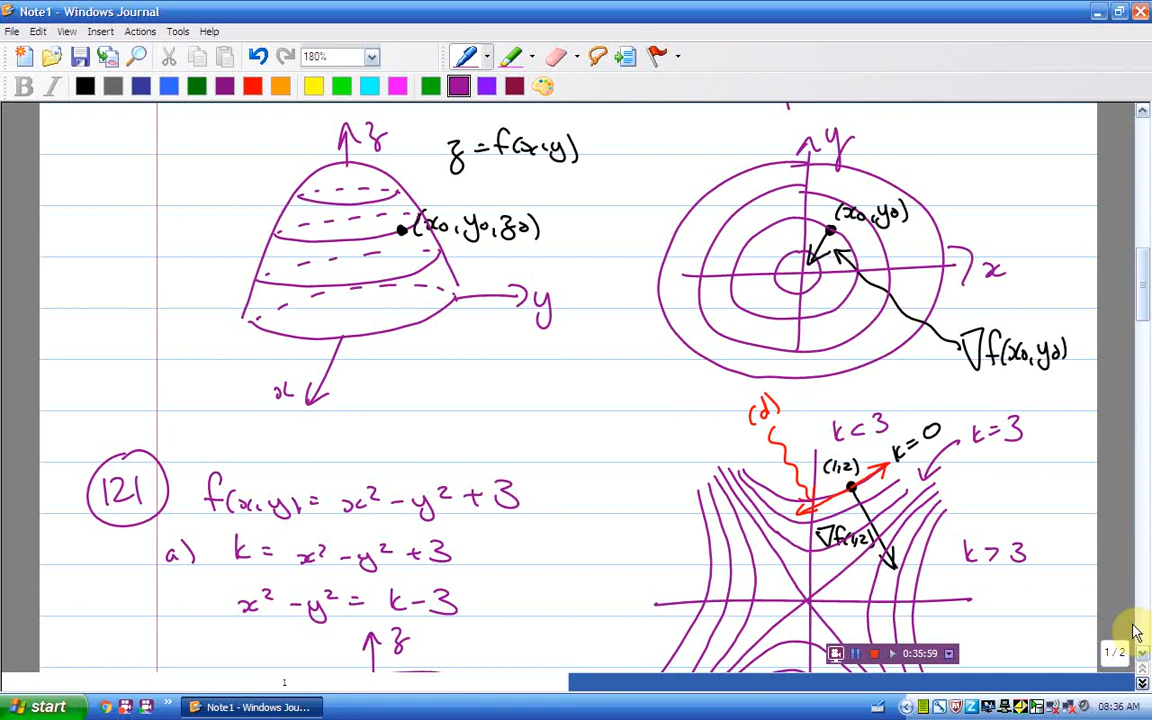 Note1 - Windows Journal
File Edit View Insert Actions Tools Help
180%
B I
z
z = f(x,y)
(x0, y0, z0)
y
x
y
(x0, y0)
x
∇f(x0, y0)
(d)
k < 3
k = 0
k = 3
(1,2)
∇f(1,2)
k > 3
121
f(x,y) = x² - y² + 3
a) k = x² - y² + 3
x² - y² = k - 3
z
0:35:59
1 / 2
1
start
Note1 - Windows Jou...
08:36 AM